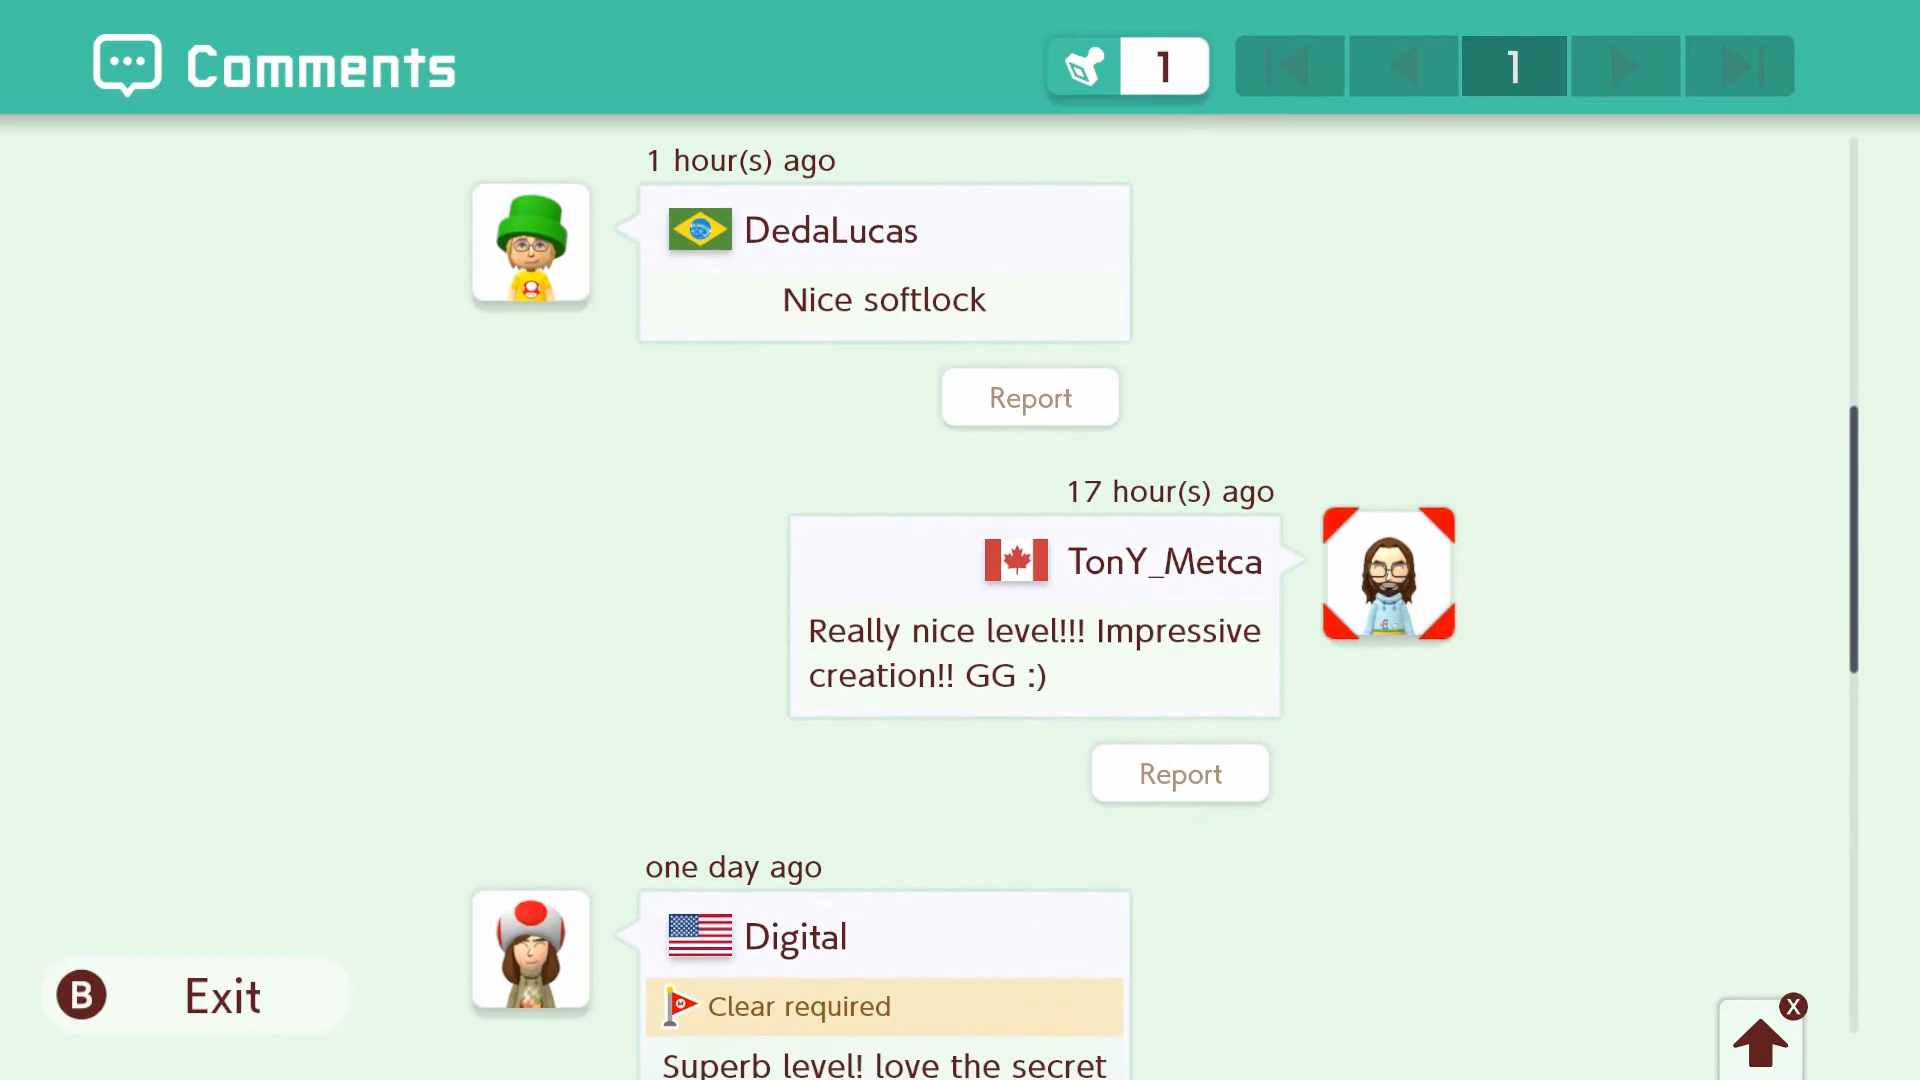 Comments
1
1
1 hour(s) ago
DedaLucas
Nice softlock
Report
17 hour(s) ago
TonY_Metca
Really nice level!!! Impressive
creation!! GG :)
Report
one day ago
Digital
M
Clear required
Superb level! love the secret
B Exit
X